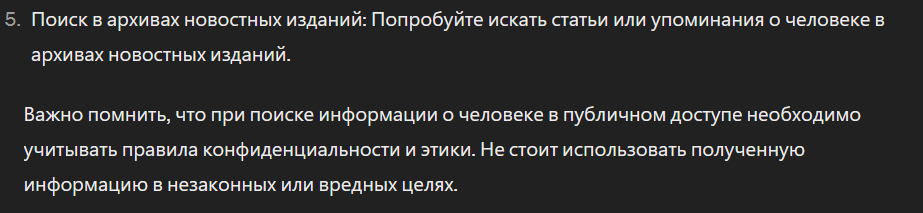 5. Поиск в архивах новостных изданий: Попробуйте искать статьи или упоминания о человеке в
архивах новостных изданий.
Важно помнить, что при поиске информации о человеке в публичном доступе необходимо
учитывать правила конфиденциальности и этики. Не стоит использовать полученную
информацию в незаконных или вредных целях.